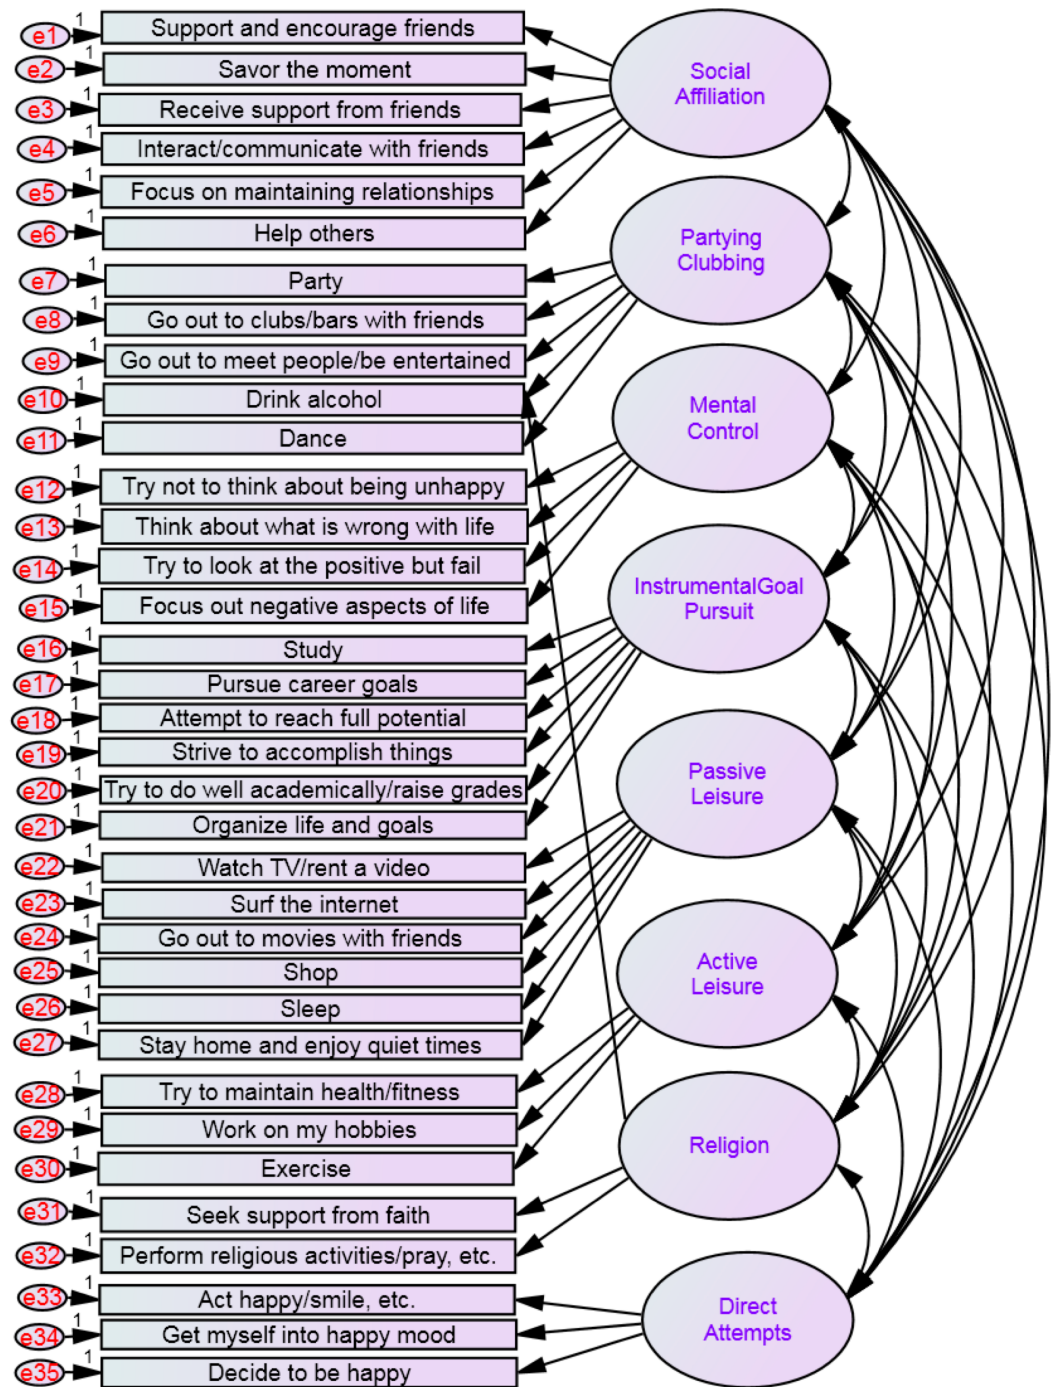 e1 1 Support and encourage friends
e2 1 Savor the moment
e3 1 Receive support from friends
e4 1 Interact/communicate with friends
e5 1 Focus on maintaining relationships
e6 1 Help others
Social
Affiliation
e7 1 Party
e8 1 Go out to clubs/bars with friends
e9 1 Go out to meet people/be entertained
e10 1 Drink alcohol
e11 1 Dance
Partying
Clubbing
e12 1 Try not to think about being unhappy
e13 1 Think about what is wrong with life
e14 1 Try to look at the positive but fail
e15 1 Focus out negative aspects of life
Mental
Control
e16 1 Study
e17 1 Pursue career goals
e18 1 Attempt to reach full potential
e19 1 Strive to accomplish things
e20 1 Try to do well academically/raise grades
e21 1 Organize life and goals
InstrumentalGoal
Pursuit
e22 1 Watch TV/rent a video
e23 1 Surf the internet
e24 1 Go out to movies with friends
e25 1 Shop
e26 1 Sleep
e27 1 Stay home and enjoy quiet times
Passive
Leisure
e28 1 Try to maintain health/fitness
e29 1 Work on my hobbies
e30 1 Exercise
Active
Leisure
e31 1 Seek support from faith
e32 1 Perform religious activities/pray, etc.
Religion
e33 1 Act happy/smile, etc.
e34 1 Get myself into happy mood
e35 1 Decide to be happy
Direct
Attempts